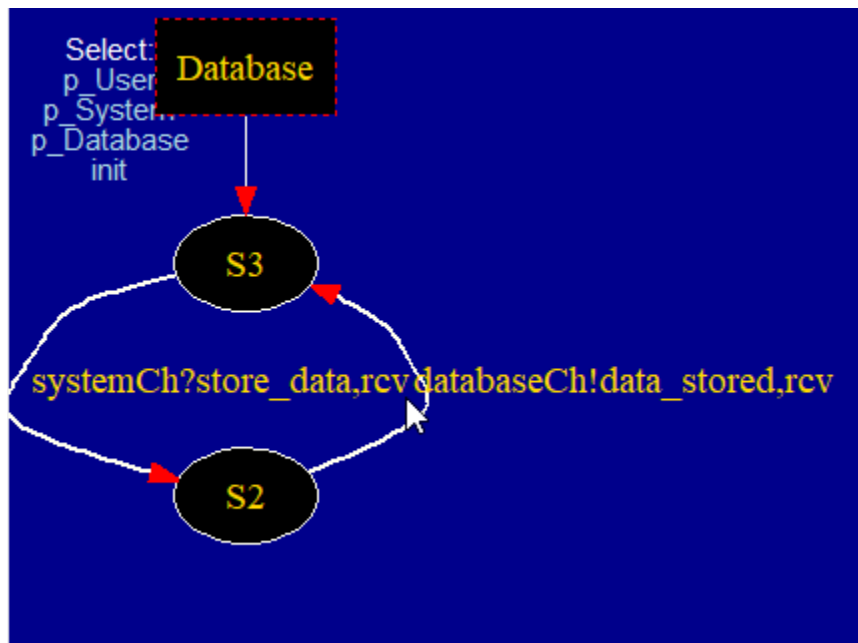 Select:
Database
p_User
p_System
p_Database
init
S3
systemCh?store_data,rcv
databaseCh!data_stored,rcv
S2